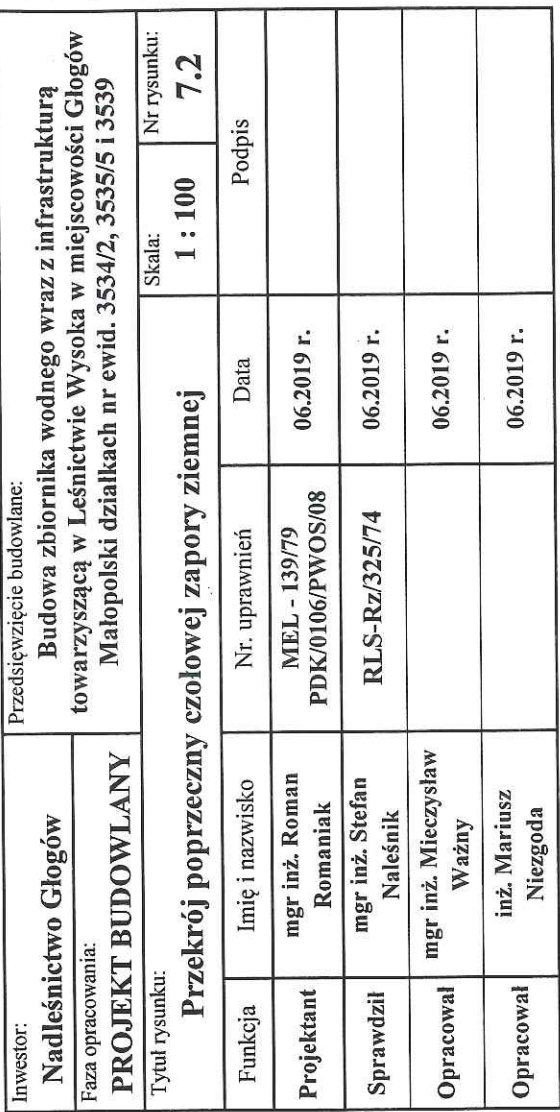 Inwestor:
Nadleśnictwo Głogów
Przedsięwzięcie budowlane:
Budowa zbiornika wodnego wraz z infrastrukturą
towarzyszącą w Leśnictwie Wysoka w miejscowości Głogów
Małopolski działkach nr ewid. 3534/2, 3535/5 i 3539
Faza opracowania:
PROJEKT BUDOWLANY
Tytuł rysunku:
Przekrój poprzeczny czołowej zapory ziemnej
Skala:
1 : 100
Nr rysunku:
7.2
Funkcja
Imię i nazwisko
Nr. uprawnień
Data
Podpis
Projektant
mgr inż. Roman
Romaniak
MEL - 139/79
PDK/0106/PWOS/08
06.2019 r.
Sprawdził
mgr inż. Stefan
Naleśnik
RLS-Rz/325/74
06.2019 r.
Opracował
mgr inż. Mieczysław
Ważny
06.2019 r.
Opracował
inż. Mariusz
Niezgoda
06.2019 r.